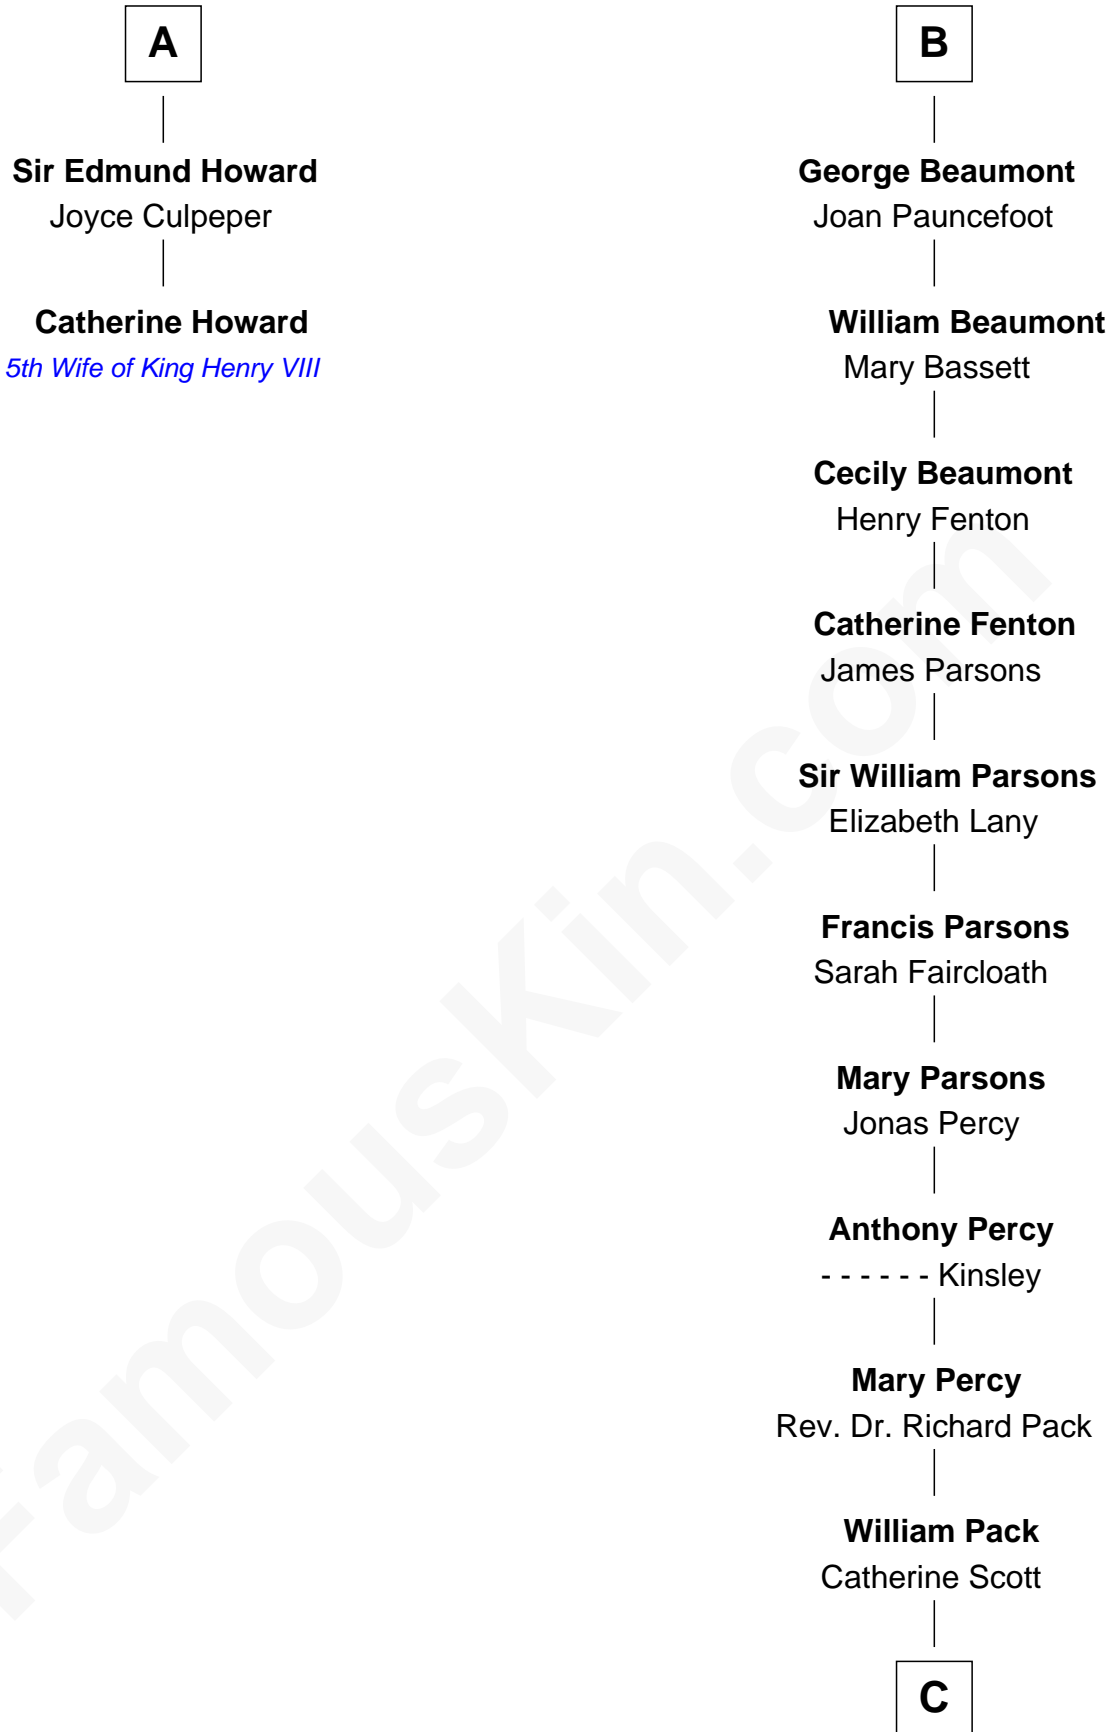 A
Sir Edmund Howard
Joyce Culpeper
Catherine Howard
5th Wife of King Henry VIII
B
George Beaumont
Joan Pauncefoot
William Beaumont
Mary Bassett
Cecily Beaumont
Henry Fenton
Catherine Fenton
James Parsons
Sir William Parsons
Elizabeth Lany
Francis Parsons
Sarah Faircloath
Mary Parsons
Jonas Percy
Anthony Percy
- - - - - - Kinsley
Mary Percy
Rev. Dr. Richard Pack
William Pack
Catherine Scott
C
FamousKin.com